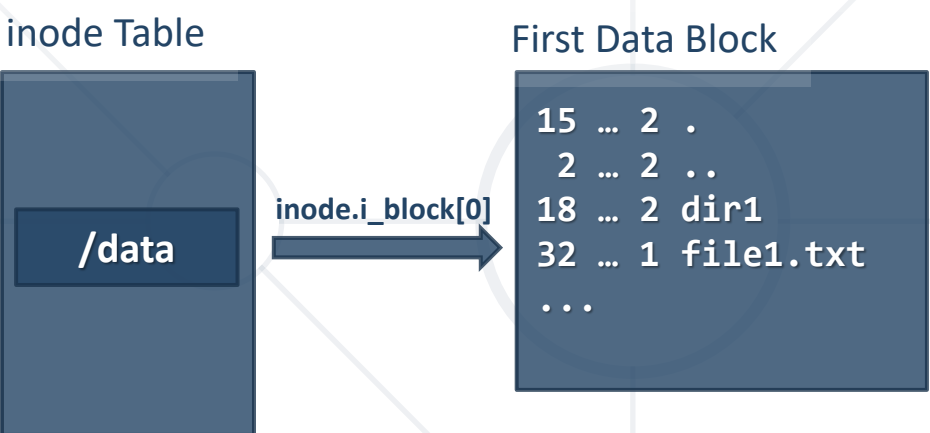 inode Table
First Data Block
/data
inode.i_block[0]
15 … 2 .
2 … 2 ..
18 … 2 dir1
32 … 1 file1.txt
...